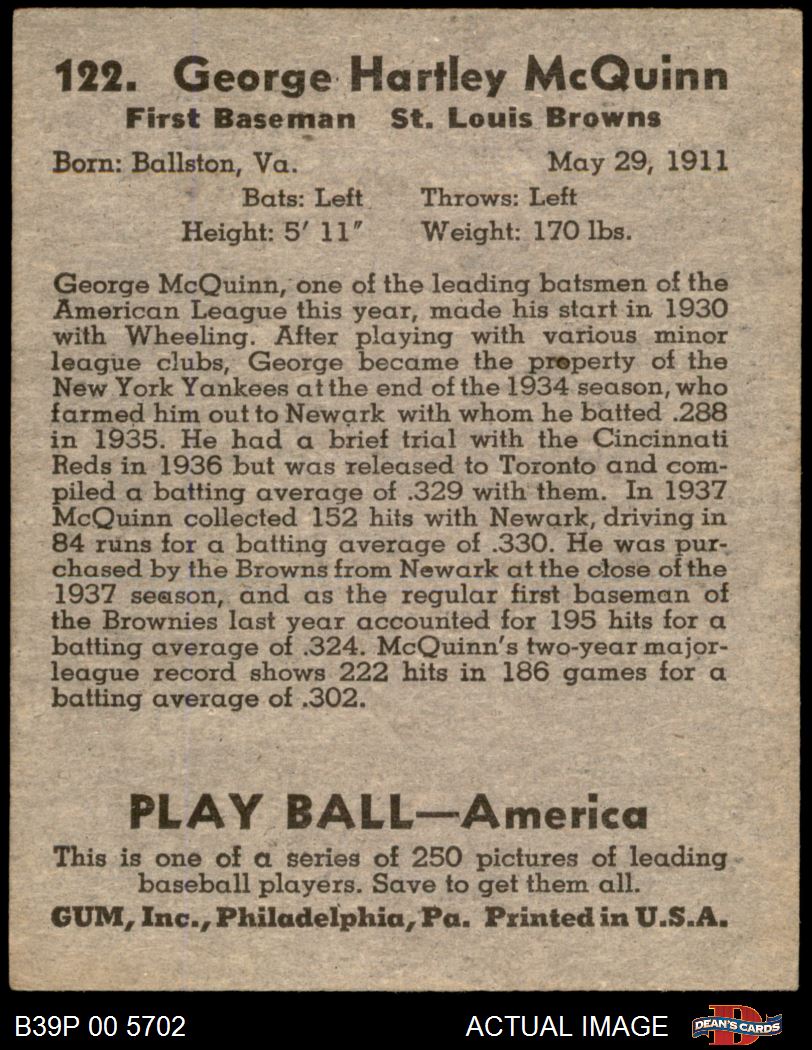 122. George Hartley McQuinn
First Baseman St. Louis Browns
Born: Ballston, Va. May 29, 1911
Bats: Left Throws: Left
Height: 5′ 11″ Weight: 170 lbs.
George McQuinn, one of the leading batsmen of the
American League this year, made his start in 1930
with Wheeling. After playing with various minor
league clubs, George became the property of the
New York Yankees at the end of the 1934 season, who
farmed him out to Newark with whom he batted .288
in 1935. He had a brief trial with the Cincinnati
Reds in 1936 but was released to Toronto and com-
piled a batting average of .329 with them. In 1937
McQuinn collected 152 hits with Newark, driving in
84 runs for a batting average of .330. He was pur-
chased by the Browns from Newark at the close of the
1937 season, and as the regular first baseman of
the Brownies last year accounted for 195 hits for a
batting average of .324. McQuinn's two-year major-
league record shows 222 hits in 186 games for a
batting average of .302.
PLAY BALL—America
This is one of a series of 250 pictures of leading
baseball players. Save to get them all.
GUM, Inc., Philadelphia, Pa. Printed in U.S.A.
B39P 00 5702 ACTUAL IMAGE D DEAN'S CARDS